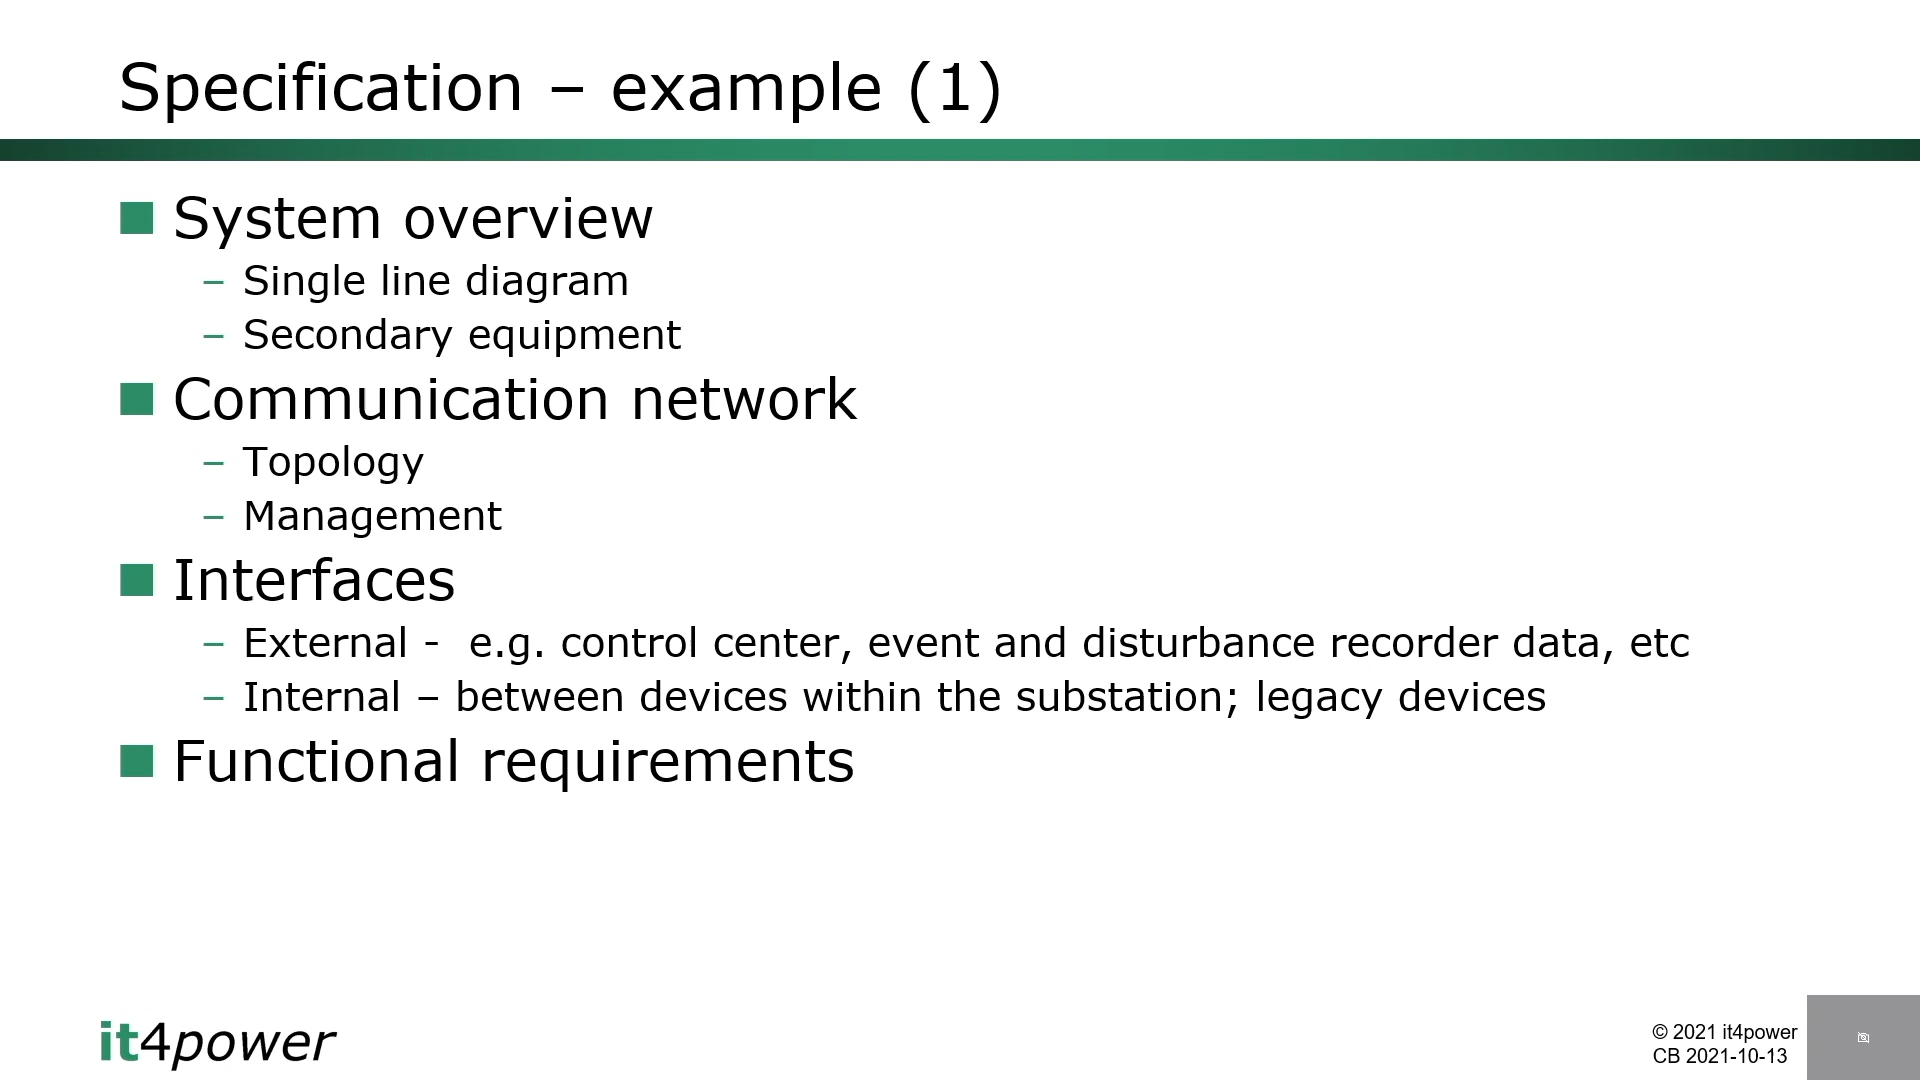 Specification – example (1)
System overview
– Single line diagram
– Secondary equipment
Communication network
– Topology
– Management
Interfaces
– External -  e.g. control center, event and disturbance recorder data, etc
– Internal – between devices within the substation; legacy devices
Functional requirements
it4power
© 2021 it4power
CB 2021-10-13